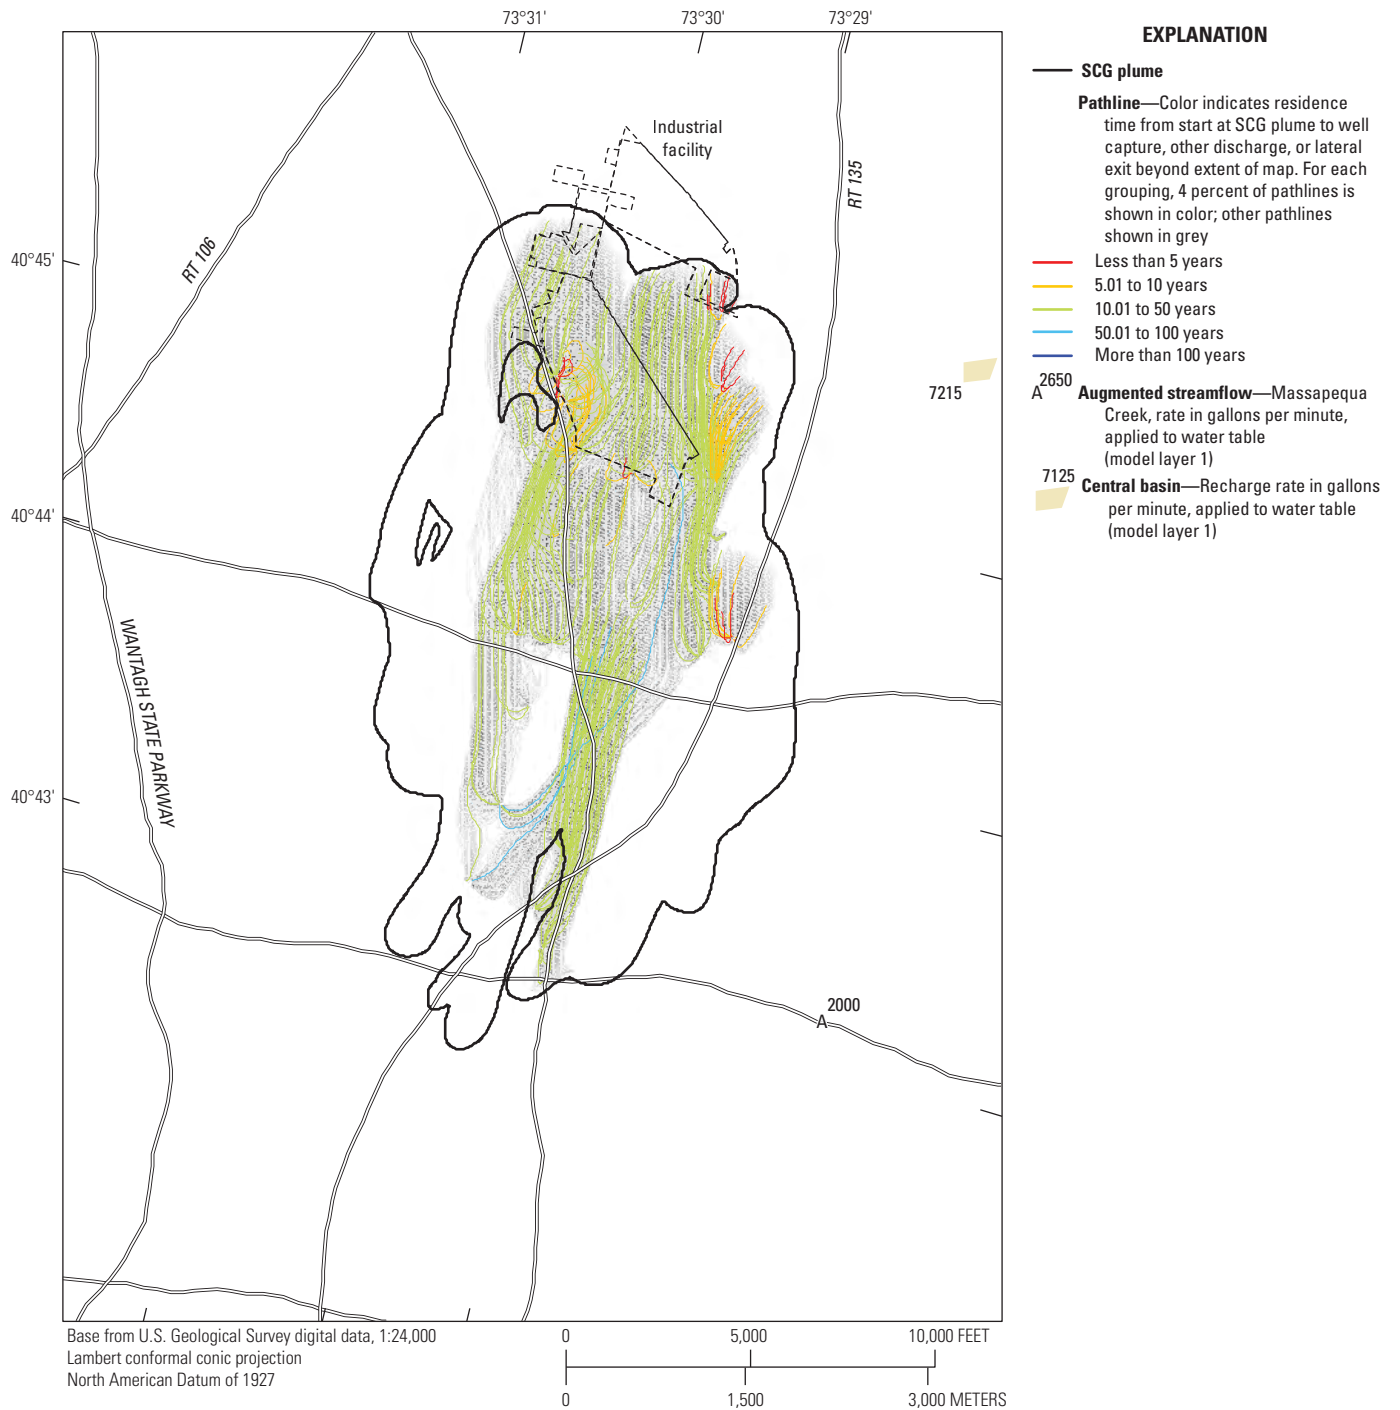 73°31'
73°30'
73°29'
EXPLANATION
SCG plume
Pathline—Color indicates residence
time from start at SCG plume to well
capture, other discharge, or lateral
exit beyond extent of map. For each
grouping, 4 percent of pathlines is
shown in color; other pathlines
shown in grey
Less than 5 years
5.01 to 10 years
10.01 to 50 years
50.01 to 100 years
More than 100 years
A 2650
Augmented streamflow—Massapequa
Creek, rate in gallons per minute,
applied to water table
(model layer 1)
7125
Central basin—Recharge rate in gallons
per minute, applied to water table
(model layer 1)
Industrial
facility
RT 135
RT 106
40°45'
7215
40°44'
WANTAGH STATE PARKWAY
40°43'
A 2000
Base from U.S. Geological Survey digital data, 1:24,000
Lambert conformal conic projection
North American Datum of 1927
0
5,000
10,000 FEET
0
1,500
3,000 METERS